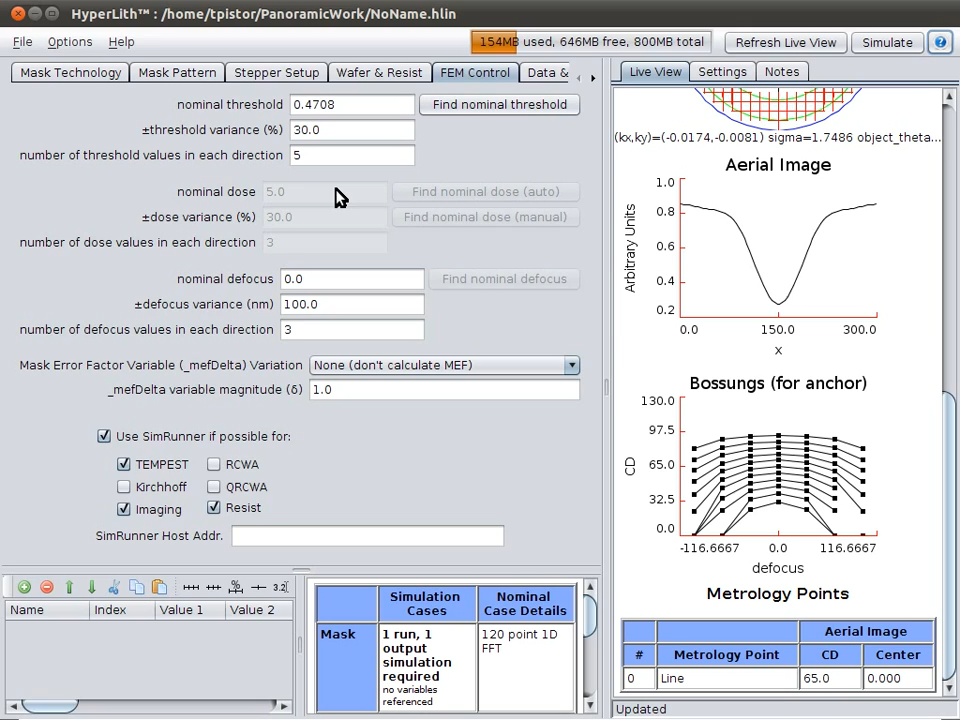 HyperLith™ : /home/tpistor/PanoramicWork/NoName.hlin
File Options Help
154MB used, 646MB free, 800MB total
Refresh Live View
Simulate
?
Mask Technology
Mask Pattern
Stepper Setup
Wafer & Resist
FEM Control
Data &
nominal threshold 0.4708 Find nominal threshold
±threshold variance (%) 30.0
number of threshold values in each direction 5
nominal dose 5.0 Find nominal dose (auto)
±dose variance (%) 30.0 Find nominal dose (manual)
number of dose values in each direction 3
nominal defocus 0.0 Find nominal defocus
±defocus variance (nm) 100.0
number of defocus values in each direction 3
Mask Error Factor Variable (_mefDelta) Variation None (don't calculate MEF)
_mefDelta variable magnitude (δ) 1.0
Use SimRunner if possible for:
TEMPEST RCWA
Kirchhoff QRCWA
Imaging Resist
SimRunner Host Addr.
3.2
Name Index Value 1 Value 2
Simulation Cases
Nominal Case Details
Mask
1 run, 1
output
simulation
required
no variables
referenced
120 point 1D
FFT
Live View
Settings
Notes
(kx,ky)=(-0.0174,-0.0081) sigma=1.7486 object_theta...
Aerial Image
1.0
0.8
0.6
0.4
0.2
Arbitrary Units
0.0 150.0 300.0
x
Bossungs (for anchor)
130.0
97.5
65.0
32.5
0.0
CD
-116.6667 0.0 116.6667
defocus
Metrology Points
Aerial Image
# Metrology Point CD Center
0 Line 65.0 0.000
Updated